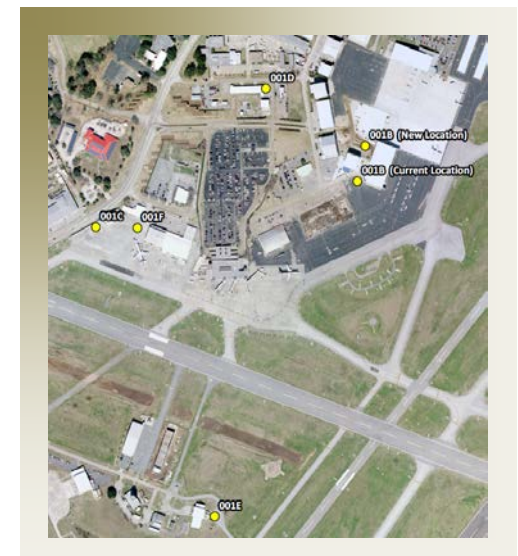 001D
001B (New Location)
001B (Current Location)
001C
001F
001E